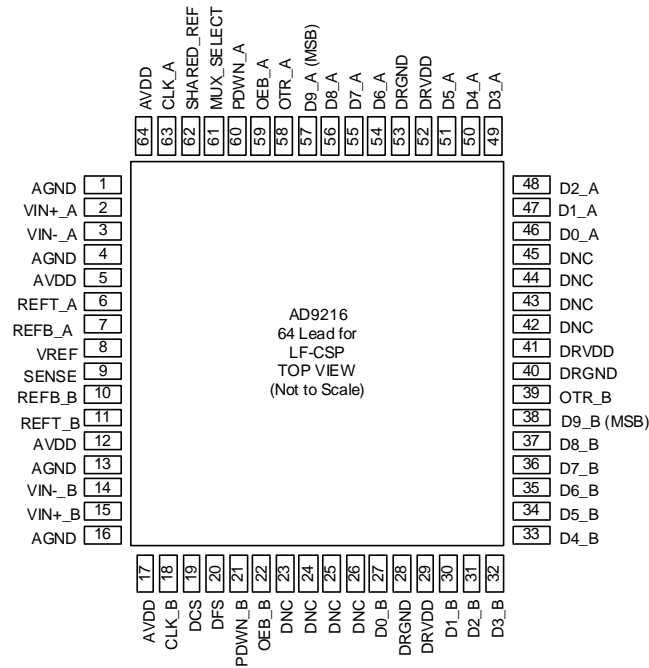 AVDD
CLK_A
SHARED_REF
MUX_SELECT
PDWN_A
OEB_A
OTR_A
D9_A (MSB)
D8_A
D7_A
D6_A
DRGND
DRVDD
D5_A
D4_A
D3_A
64
63
62
61
60
59
58
57
56
55
54
53
52
51
50
49
AGND 1
VIN+_A 2
VIN-_A 3
AGND 4
AVDD 5
REFT_A 6
REFB_A 7
VREF 8
SENSE 9
REFB_B 10
REFT_B 11
AVDD 12
AGND 13
VIN-_B 14
VIN+_B 15
AGND 16
AD9216
64 Lead for
LF-CSP
TOP VIEW
(Not to Scale)
48 D2_A
47 D1_A
46 D0_A
45 DNC
44 DNC
43 DNC
42 DNC
41 DRVDD
40 DRGND
39 OTR_B
38 D9_B (MSB)
37 D8_B
36 D7_B
35 D6_B
34 D5_B
33 D4_B
17
18
19
20
21
22
23
24
25
26
27
28
29
30
31
32
AVDD
CLK_B
DCS
DFS
PDWN_B
OEB_B
DNC
DNC
DNC
DNC
D0_B
DRGND
DRVDD
D1_B
D2_B
D3_B